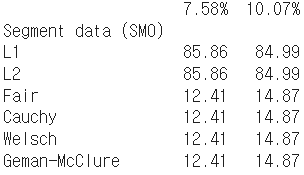 7.58% 10.07%
Segment data (SMO)
L1 85.86 84.99
L2 85.86 84.99
Fair 12.41 14.87
Cauchy 12.41 14.87
Welsch 12.41 14.87
Geman-McClure 12.41 14.87